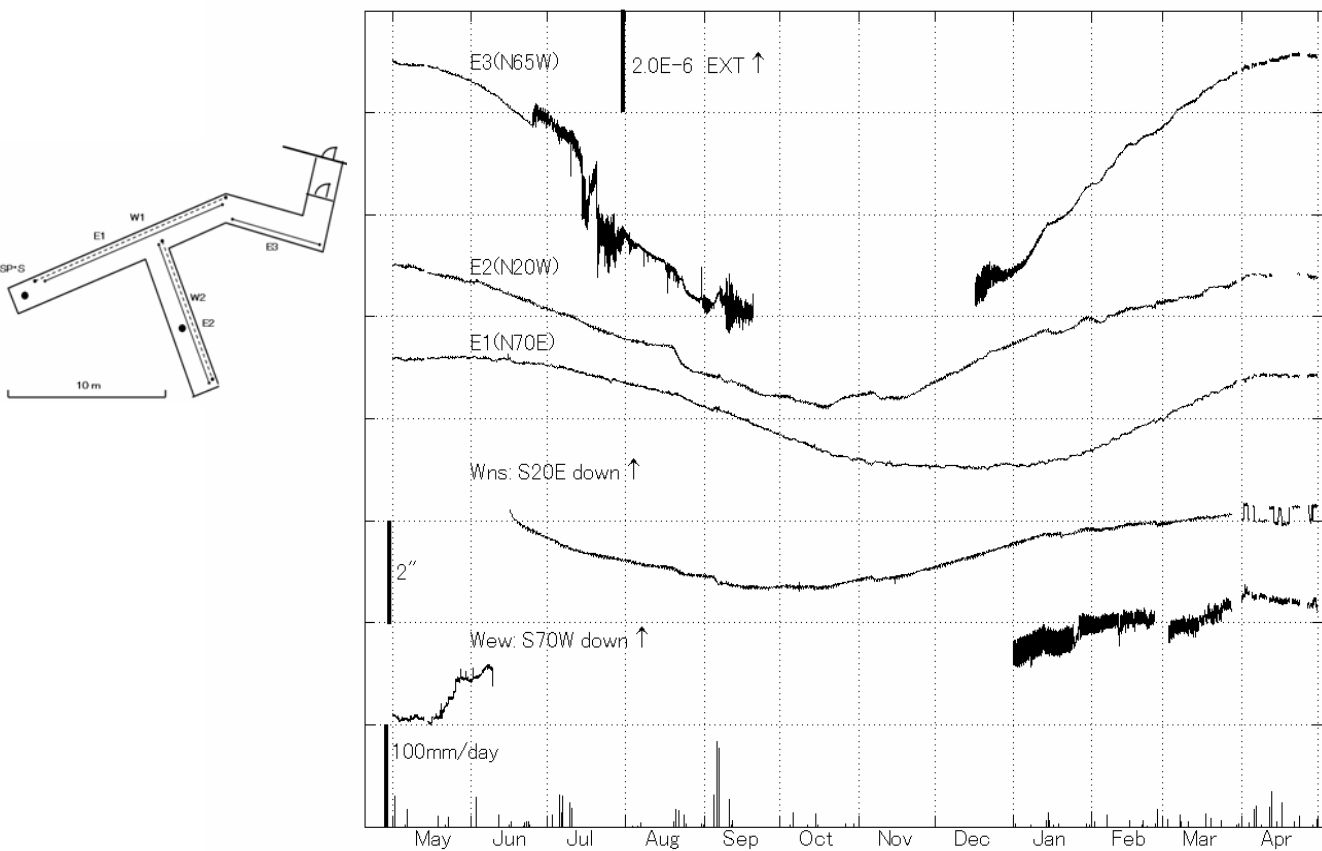 E3(N65W)
2.0E-6 EXT ↑
W1
E1
E3
SP・S
W2
E2
10 m
E2(N20W)
E1(N70E)
Wns: S20E down ↑
2″
Wew: S70W down ↑
100mm/day
May Jun Jul Aug Sep Oct Nov Dec Jan Feb Mar Apr